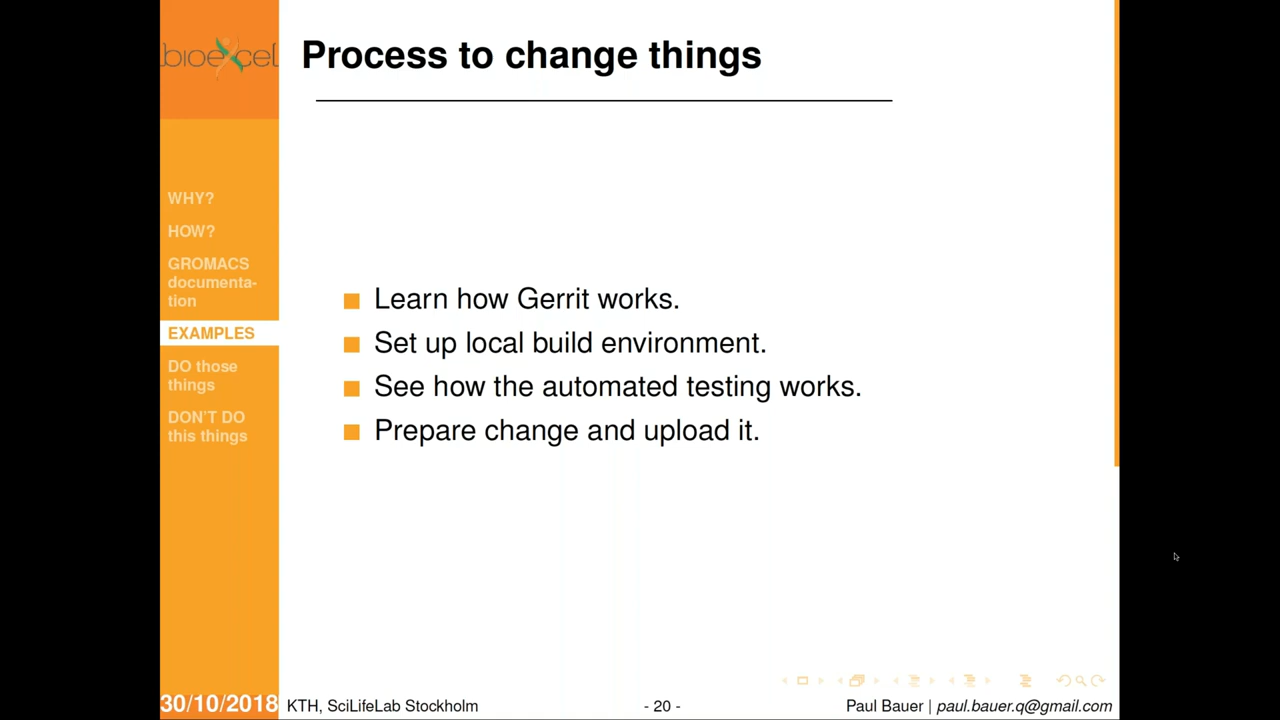 bioexcel
Process to change things
WHY?
HOW?
GROMACS
documenta-
tion
EXAMPLES
DO those
things
DON'T DO
this things
Learn how Gerrit works.
Set up local build environment.
See how the automated testing works.
Prepare change and upload it.
30/10/2018
KTH, SciLifeLab Stockholm
- 20 -
Paul Bauer | paul.bauer.q@gmail.com